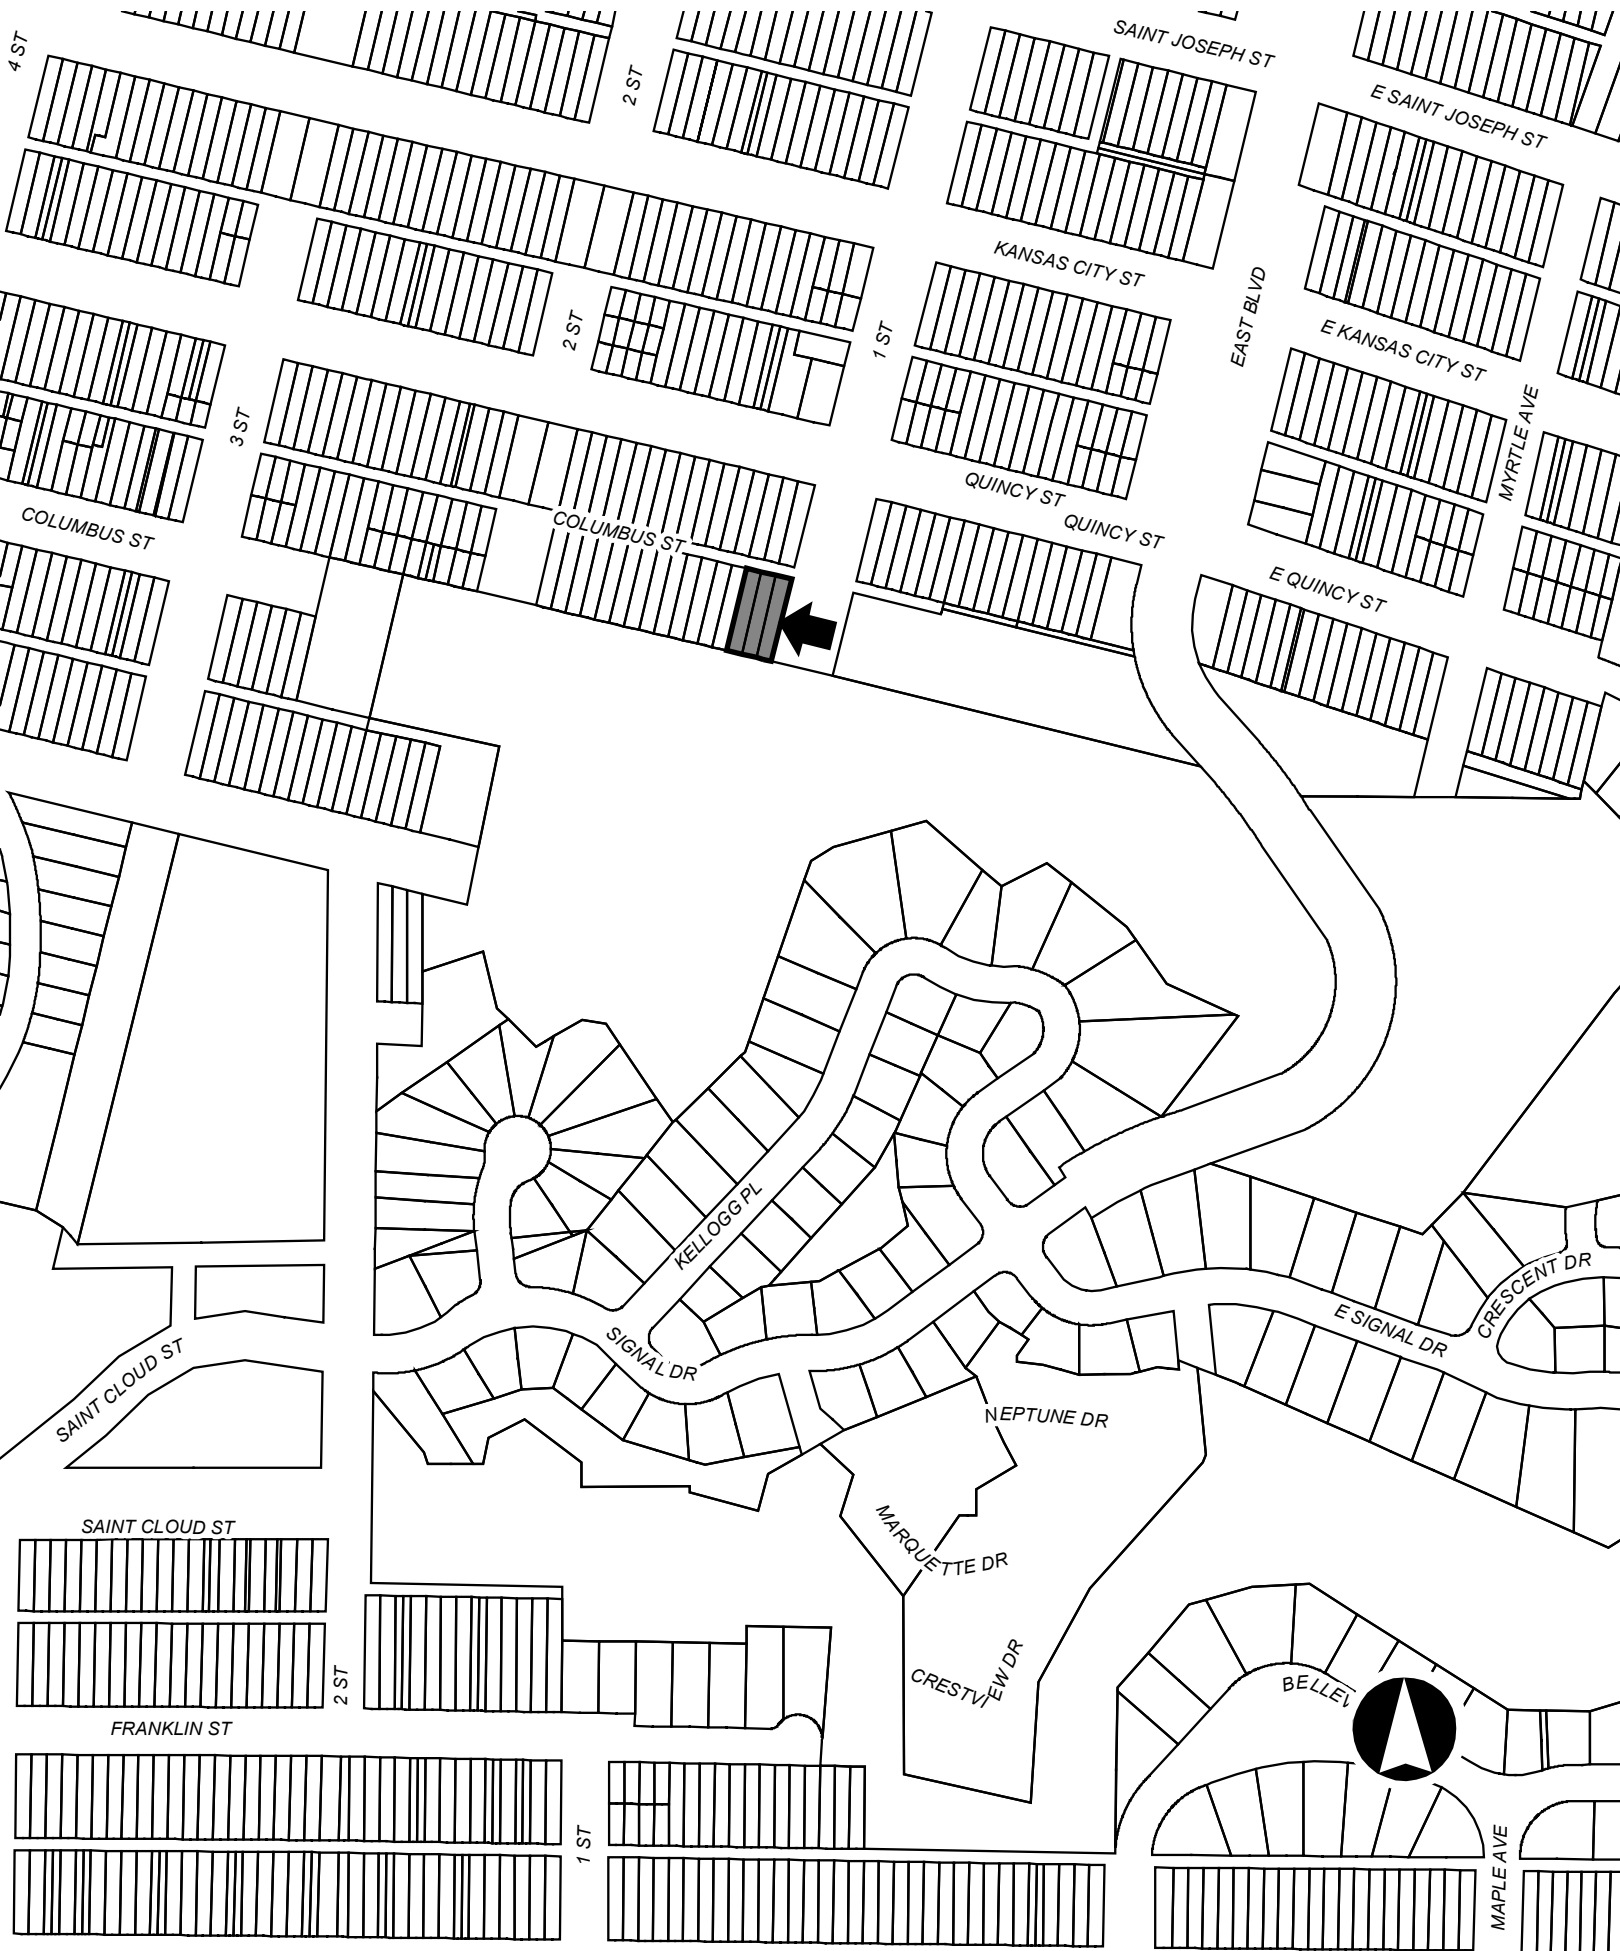 SAINT JOSEPH ST
4 ST
2 ST
E SAINT JOSEPH ST
KANSAS CITY ST
EAST BLVD
2 ST
1 ST
E KANSAS CITY ST
3 ST
MYRTLE AVE
QUINCY ST
COLUMBUS ST
COLUMBUS ST
QUINCY ST
E QUINCY ST
KELLOGG PL
CRESCENT DR
E SIGNAL DR
SIGNAL DR
SAINT CLOUD ST
NEPTUNE DR
SAINT CLOUD ST
MARQUETTE DR
2 ST
CRESTVIEW DR
BELLEV
FRANKLIN ST
1 ST
MAPLE AVE